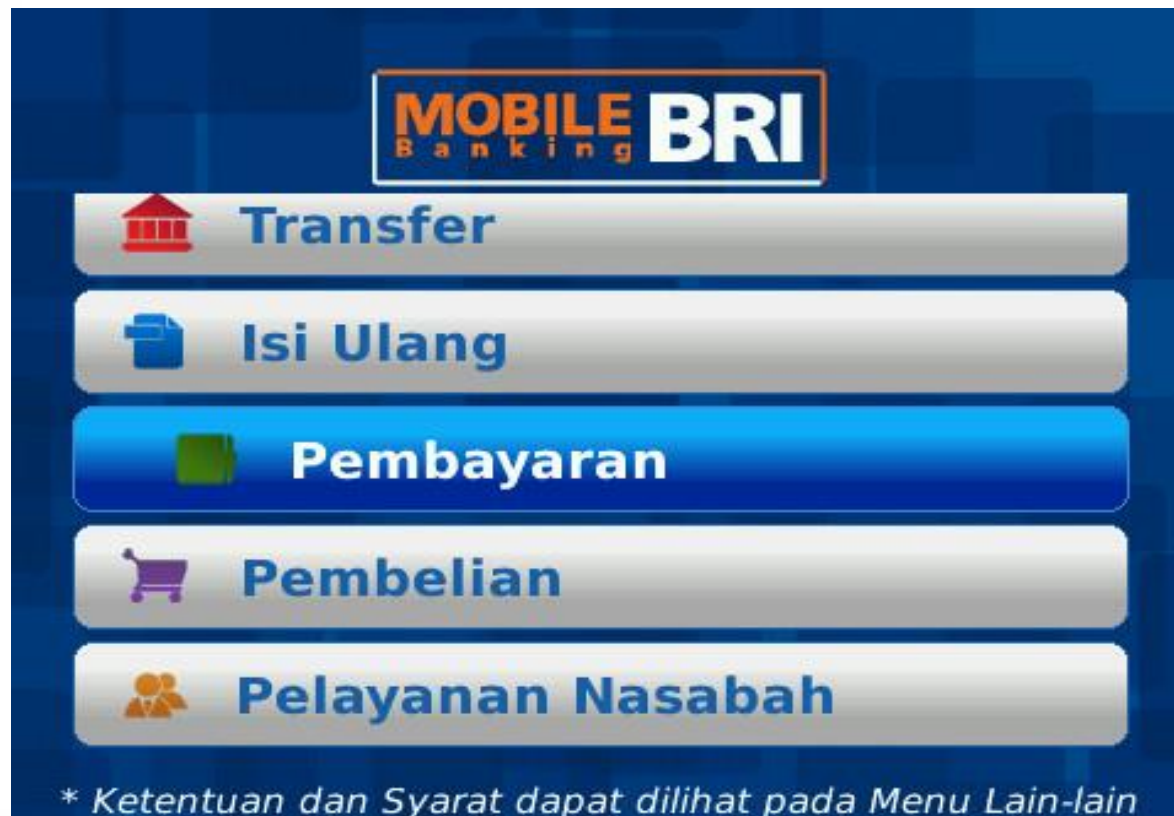 MOBILE BRI
Banking
Transfer
Isi Ulang
Pembayaran
Pembelian
Pelayanan Nasabah
* Ketentuan dan Syarat dapat dilihat pada Menu Lain-lain